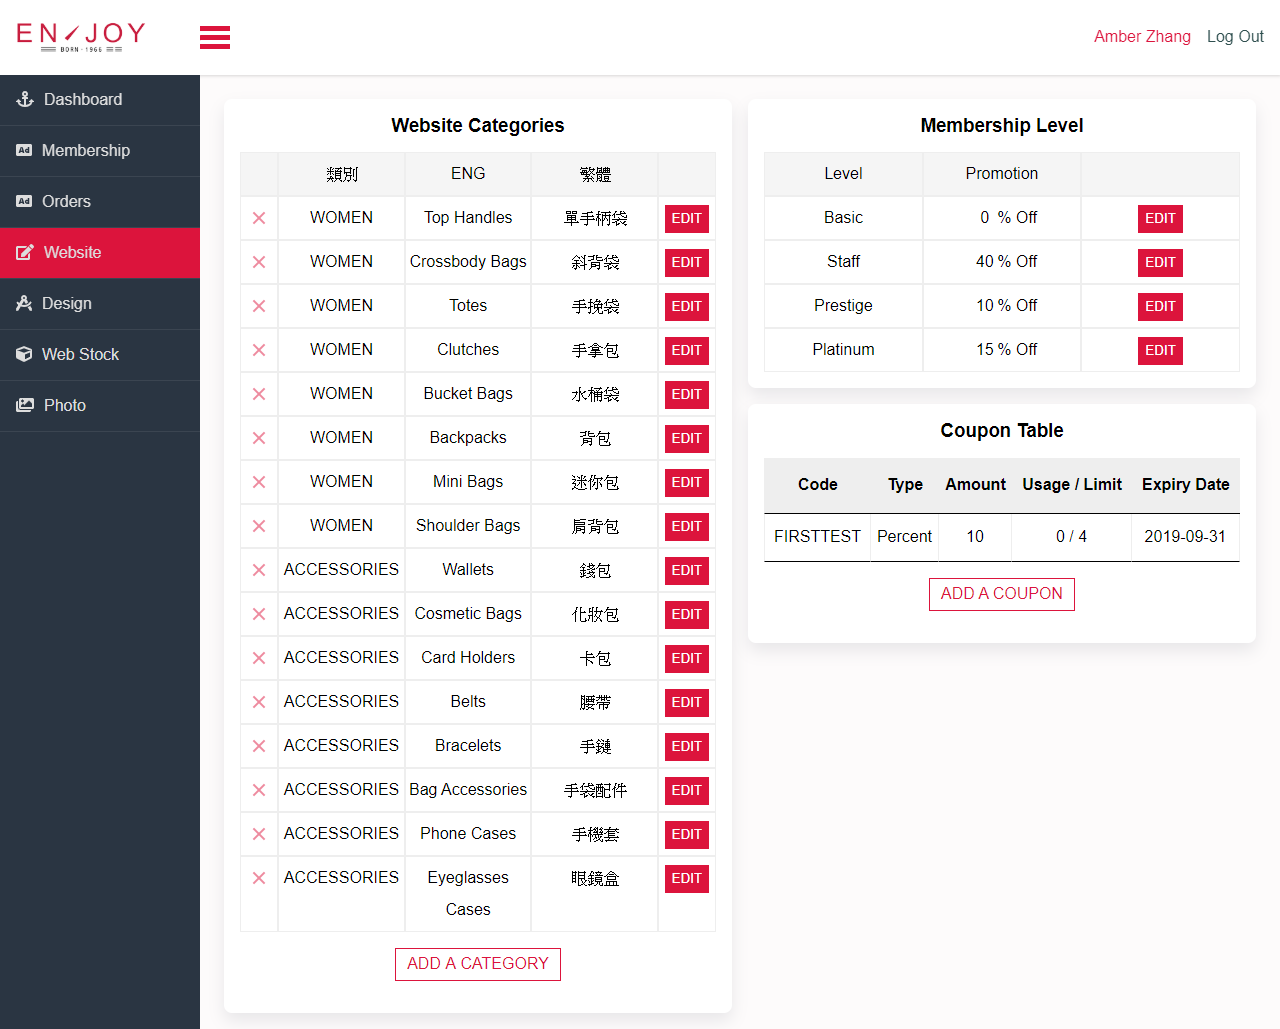 EN/JOY
BORN · 1966
Amber Zhang
Log Out
Dashboard
Ad Membership
Ad Orders
Website
Design
Web Stock
Photo
Website Categories
類別 ENG 繁體
WOMEN Top Handles 單手柄袋 EDIT
WOMEN Crossbody Bags 斜背袋 EDIT
WOMEN Totes 手挽袋 EDIT
WOMEN Clutches 手拿包 EDIT
WOMEN Bucket Bags 水桶袋 EDIT
WOMEN Backpacks 背包 EDIT
WOMEN Mini Bags 迷你包 EDIT
WOMEN Shoulder Bags 肩背包 EDIT
ACCESSORIES Wallets 錢包 EDIT
ACCESSORIES Cosmetic Bags 化妝包 EDIT
ACCESSORIES Card Holders 卡包 EDIT
ACCESSORIES Belts 腰帶 EDIT
ACCESSORIES Bracelets 手鏈 EDIT
ACCESSORIES Bag Accessories 手袋配件 EDIT
ACCESSORIES Phone Cases 手機套 EDIT
ACCESSORIES Eyeglasses 眼鏡盒 EDIT
Cases
ADD A CATEGORY
Membership Level
Level Promotion
Basic 0 % Off EDIT
Staff 40 % Off EDIT
Prestige 10 % Off EDIT
Platinum 15 % Off EDIT
Coupon Table
Code Type Amount Usage / Limit Expiry Date
FIRSTTEST Percent 10 0 / 4 2019-09-31
ADD A COUPON